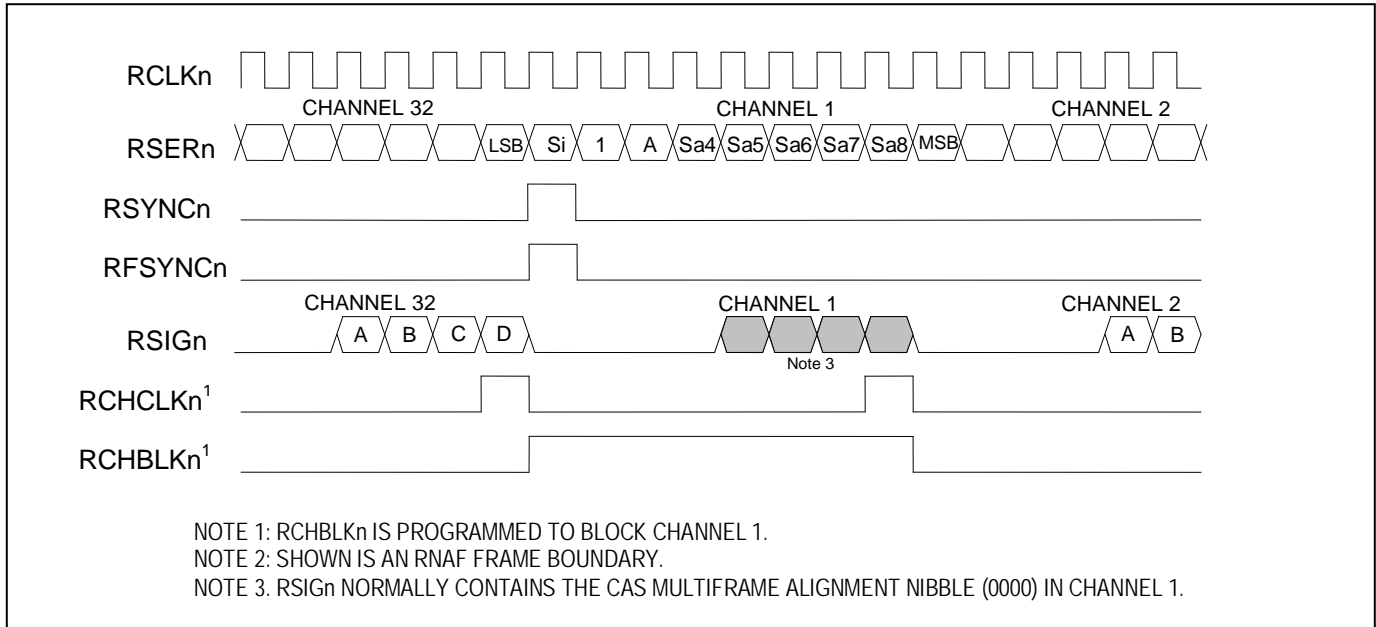 RCLKn
CHANNEL 32 CHANNEL 1 CHANNEL 2
RSERn LSB Si 1 A Sa4 Sa5 Sa6 Sa7 Sa8 MSB
RSYNCn
RFSYNCn
CHANNEL 32 CHANNEL 1 CHANNEL 2
RSIGn A B C D A B
Note 3
RCHCLKn¹
RCHBLKn¹
NOTE 1: RCHBLKn IS PROGRAMMED TO BLOCK CHANNEL 1.
NOTE 2: SHOWN IS AN RNAF FRAME BOUNDARY.
NOTE 3. RSIGn NORMALLY CONTAINS THE CAS MULTIFRAME ALIGNMENT NIBBLE (0000) IN CHANNEL 1.